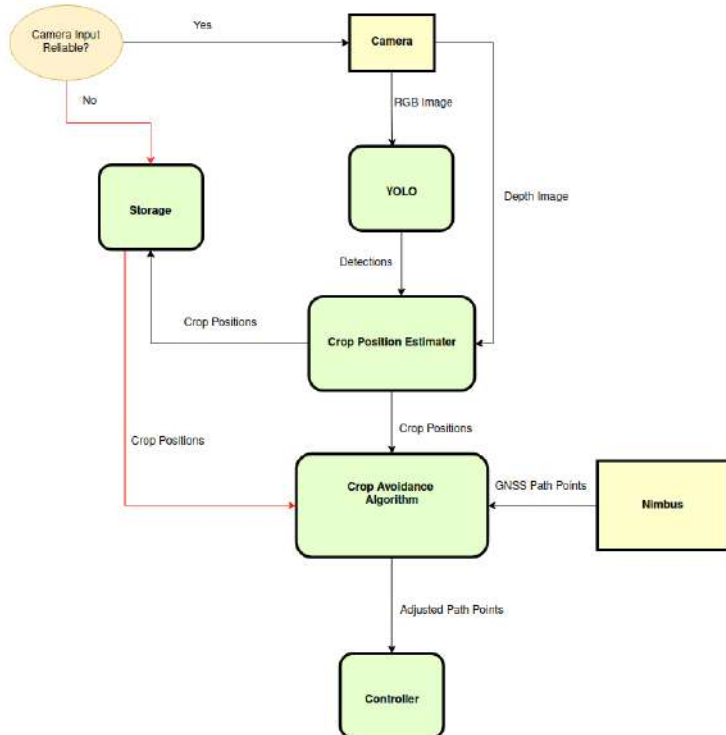 Yes
Camera Input
Reliable?
Camera
No
RGB Image
Storage
YOLO
Depth Image
Detections
Crop Positions
Crop Position Estimater
Crop Positions
Crop Positions
Crop Avoidance
Algorithm
GNSS Path Points
Nimbus
Adjusted Path Points
Controller